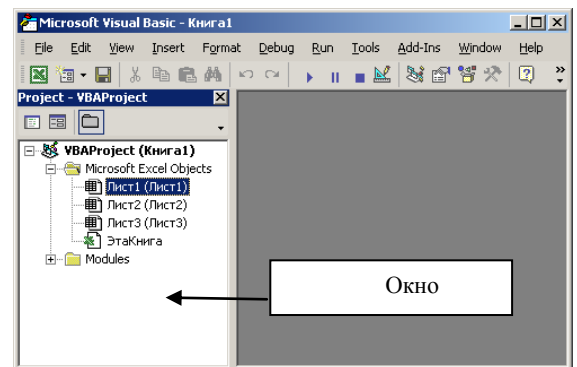 Microsoft Visual Basic - Книга1
File Edit View Insert Format Debug Run Tools Add-Ins Window Help
Project - VBAProject
VBAProject (Книга1)
Microsoft Excel Objects
Лист1 (Лист1)
Лист2 (Лист2)
Лист3 (Лист3)
ЭтаКнига
Modules
Окно